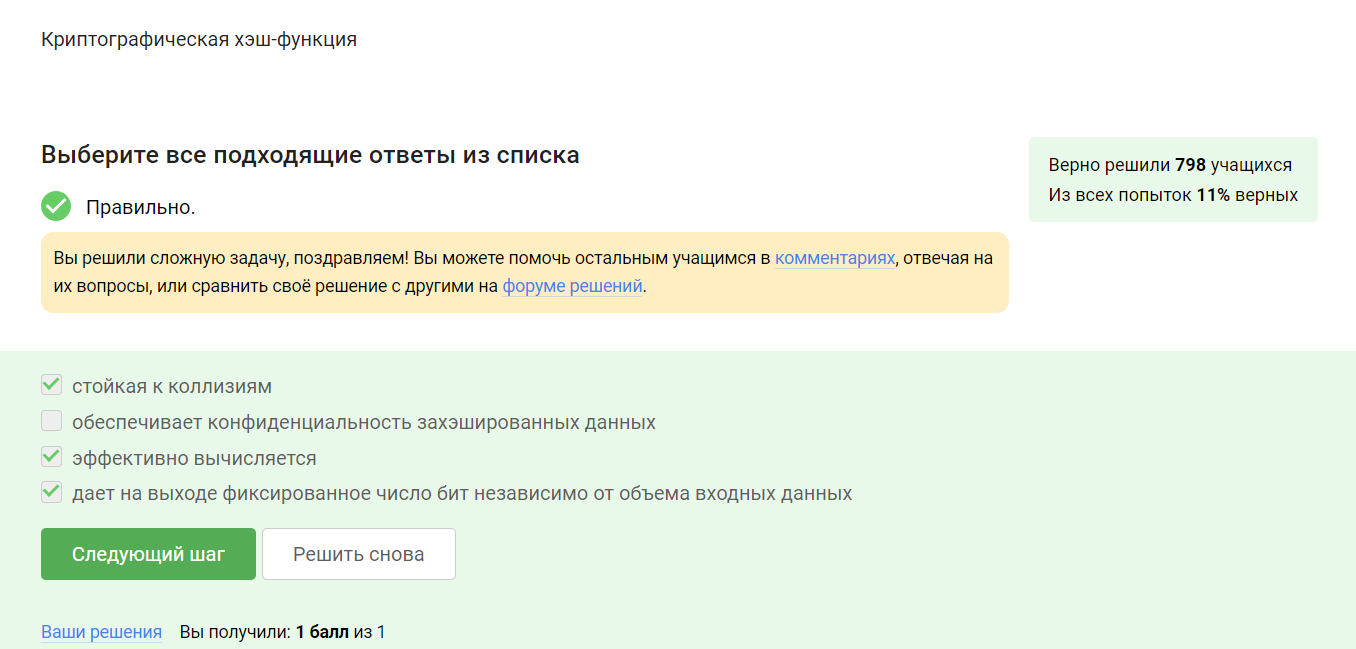 Криптографическая хэш-функция
Выберите все подходящие ответы из списка
Верно решили 798 учащихся
Из всех попыток 11% верных
Правильно.
Вы решили сложную задачу, поздравляем! Вы можете помочь остальным учащимся в комментариях, отвечая на
их вопросы, или сравнить своё решение с другими на форуме решений.
стойкая к коллизиям
обеспечивает конфиденциальность захэшированных данных
эффективно вычисляется
дает на выходе фиксированное число бит независимо от объема входных данных
Следующий шаг
Решить снова
Ваши решения Вы получили: 1 балл из 1